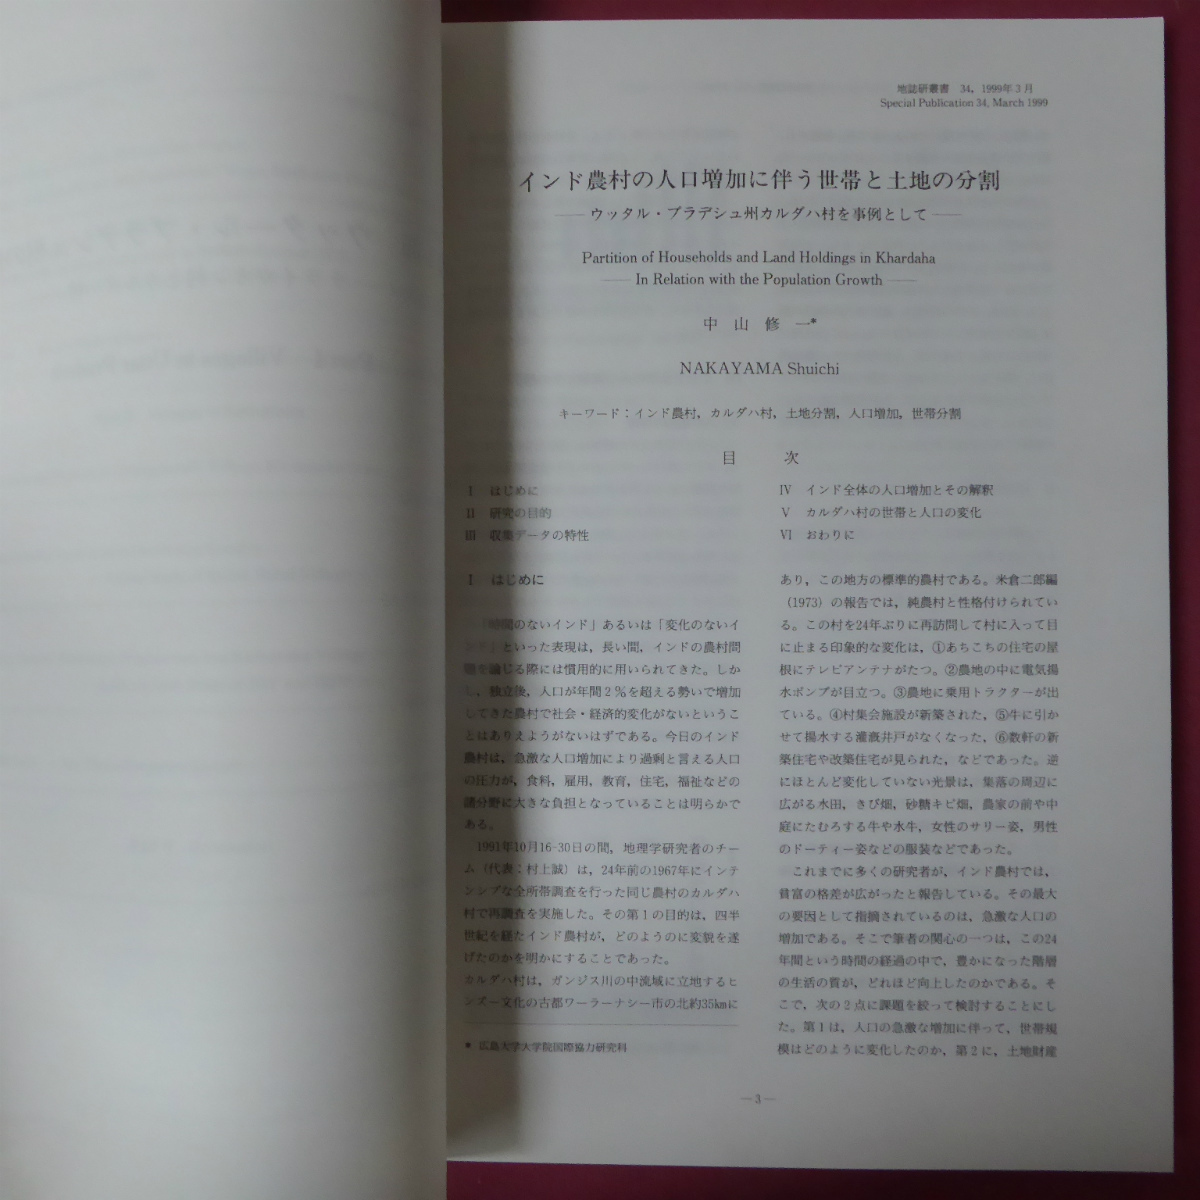 地誌研叢書　34，1999年3月
Special Publication 34, March 1999
インド農村の人口増加に伴う世帯と土地の分割
── ウッタル・プラデシュ州カルダハ村を事例として ──
Partition of Households and Land Holdings in Khardaha
── In Relation with the Population Growth ──
中　山　修　一*
NAKAYAMA Shuichi
キーワード：インド農村，カルダハ村，土地分割，人口増加，世帯分割
目　　次
Ⅰ　はじめに
Ⅱ　研究の目的
Ⅲ　収集データの特性
Ⅳ　インド全体の人口増加とその解釈
Ⅴ　カルダハ村の世帯と人口の変化
Ⅵ　おわりに
Ⅰ　はじめに
「時間のないインド」あるいは「変化のないイ
ンド」といった表現は，長い間，インドの農村問
題を論じる際には慣用的に用いられてきた。しか
し，独立後，人口が年間2％を超える勢いで増加
してきた農村で社会・経済的変化がないというこ
とはありえようがないはずである。今日のインド
農村は，急激な人口増加により過剰と言える人口
の圧力が，食料，雇用，教育，住宅，福祉などの
諸分野に大きな負担となっていることは明らかで
ある。
1991年10月16-30日の間，地理学研究者のチー
ム（代表：村上誠）は，24年前の1967年にインテ
ンシブな全所帯調査を行った同じ農村のカルダハ
村で再調査を実施した。その第1の目的は，四半
世紀を経たインド農村が，どのように変貌を遂
げたのかを明かにすることであった。
カルダハ村は，ガンジス川の中流域に立地するヒ
ンズー文化の古都ワーラーナシー市の北約35kmに
* 広島大学大学院国際協力研究科
あり，この地方の標準的農村である。米倉二郎編
（1973）の報告では，純農村と性格付けられてい
る。この村を24年ぶりに再訪問して村に入って目
に止まる印象的な変化は，①あちこちの住宅の屋
根にテレビアンテナがたつ。②農地の中に電気揚
水ポンプが目立つ。③農地に乗用トラクターが出
ている。④村集会施設が新築された，⑤牛に引か
せて揚水する灌漑井戸がなくなった，⑥数軒の新
築住宅や改築住宅が見られた，などであった。逆
にほとんど変化していない光景は，集落の周辺に
広がる水田，きび畑，砂糖キビ畑，農家の前や中
庭にたむろする牛や水牛，女性のサリー姿，男性
のドーティー姿などの服装などであった。
これまでに多くの研究者が，インド農村では，
貧富の格差が広がったと報告している。その最大
の要因として指摘されているのは，急激な人口の
増加である。そこで筆者の関心の一つは，この24
年間という時間の経過の中で，豊かになった階層
の生活の質が，どれほど向上したのかである。そ
こで，次の2点に課題を絞って検討することにし
た。第1は，人口の急激な増加に伴って，世帯規
模はどのように変化したのか，第2に，土地財産
―3―